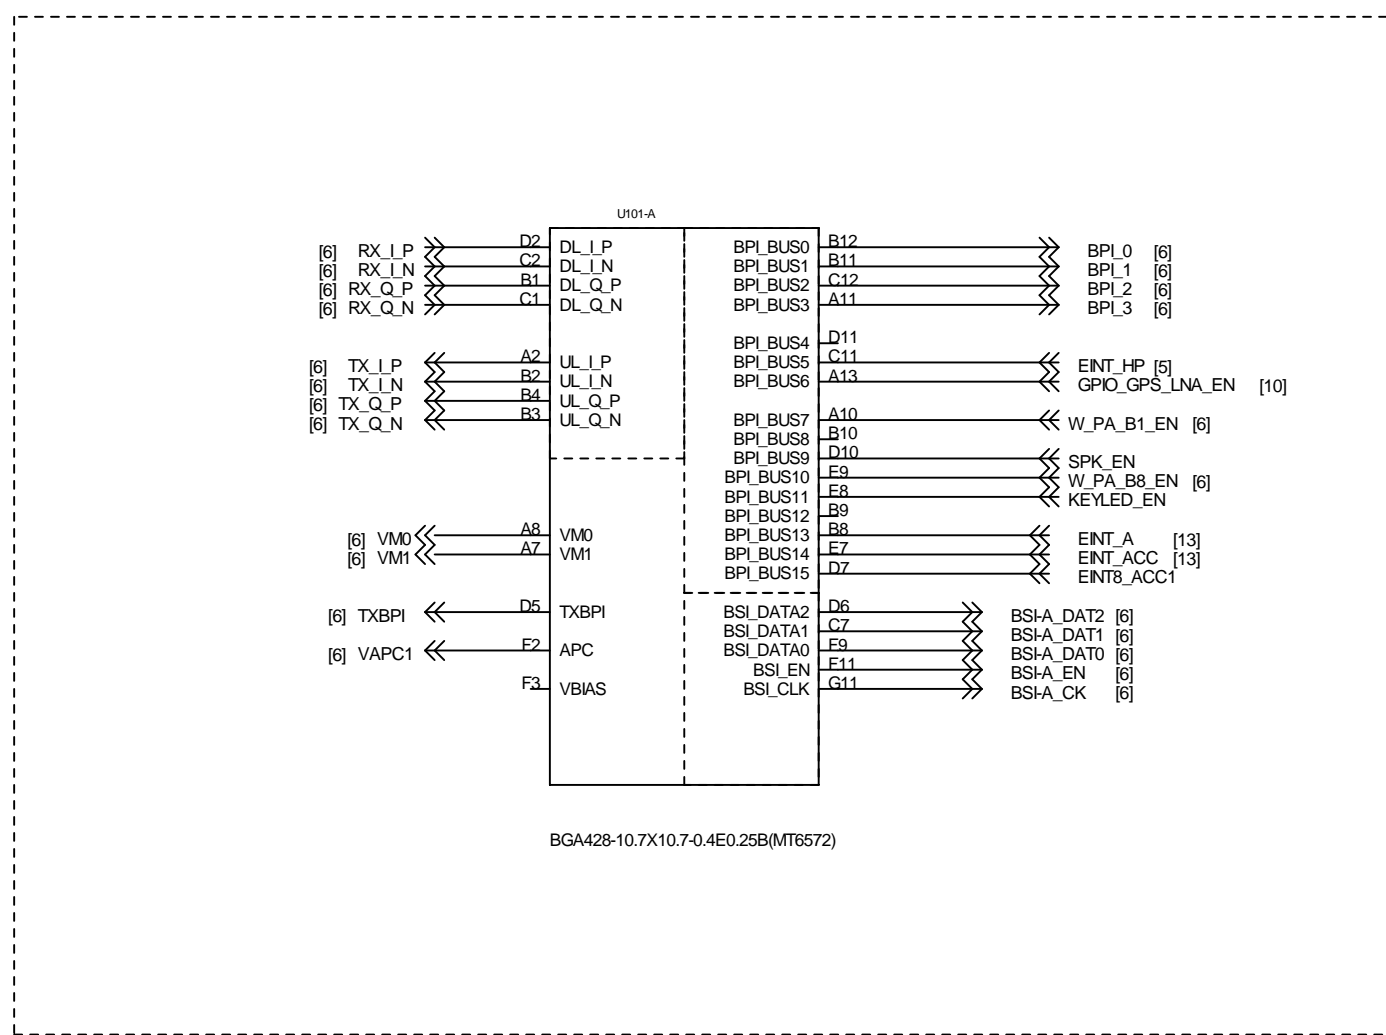 U101-A
[6] RX_I_P D2 DL_I_P BPI_BUS0 B12 BPI_0 [6]
[6] RX_I_N C2 DL_I_N BPI_BUS1 B11 BPI_1 [6]
[6] RX_Q_P B1 DL_Q_P BPI_BUS2 C12 BPI_2 [6]
[6] RX_Q_N C1 DL_Q_N BPI_BUS3 A11 BPI_3 [6]
BPI_BUS4 D11
[6] TX_I_P A2 UL_I_P BPI_BUS5 C11 EINT_HP [5]
[6] TX_I_N B2 UL_I_N BPI_BUS6 A13 GPIO_GPS_LNA_EN [10]
[6] TX_Q_P B4 UL_Q_P
[6] TX_Q_N B3 UL_Q_N BPI_BUS7 A10 W_PA_B1_EN [6]
BPI_BUS8 B10
BPI_BUS9 D10 SPK_EN
BPI_BUS10 E9 W_PA_B8_EN [6]
BPI_BUS11 E8 KEYLED_EN
BPI_BUS12 B9
[6] VM0 A8 VM0 BPI_BUS13 B8 EINT_A [13]
[6] VM1 A7 VM1 BPI_BUS14 E7 EINT_ACC [13]
BPI_BUS15 D7 EINT8_ACC1
[6] TXBPI D5 TXBPI BSI_DATA2 D6 BSI-A_DAT2 [6]
BSI_DATA1 C7 BSI-A_DAT1 [6]
[6] VAPC1 F2 APC BSI_DATA0 F9 BSI-A_DAT0 [6]
BSI_EN F11 BSI-A_EN [6]
F3 VBIAS BSI_CLK G11 BSI-A_CK [6]
BGA428-10.7X10.7-0.4E0.25B(MT6572)